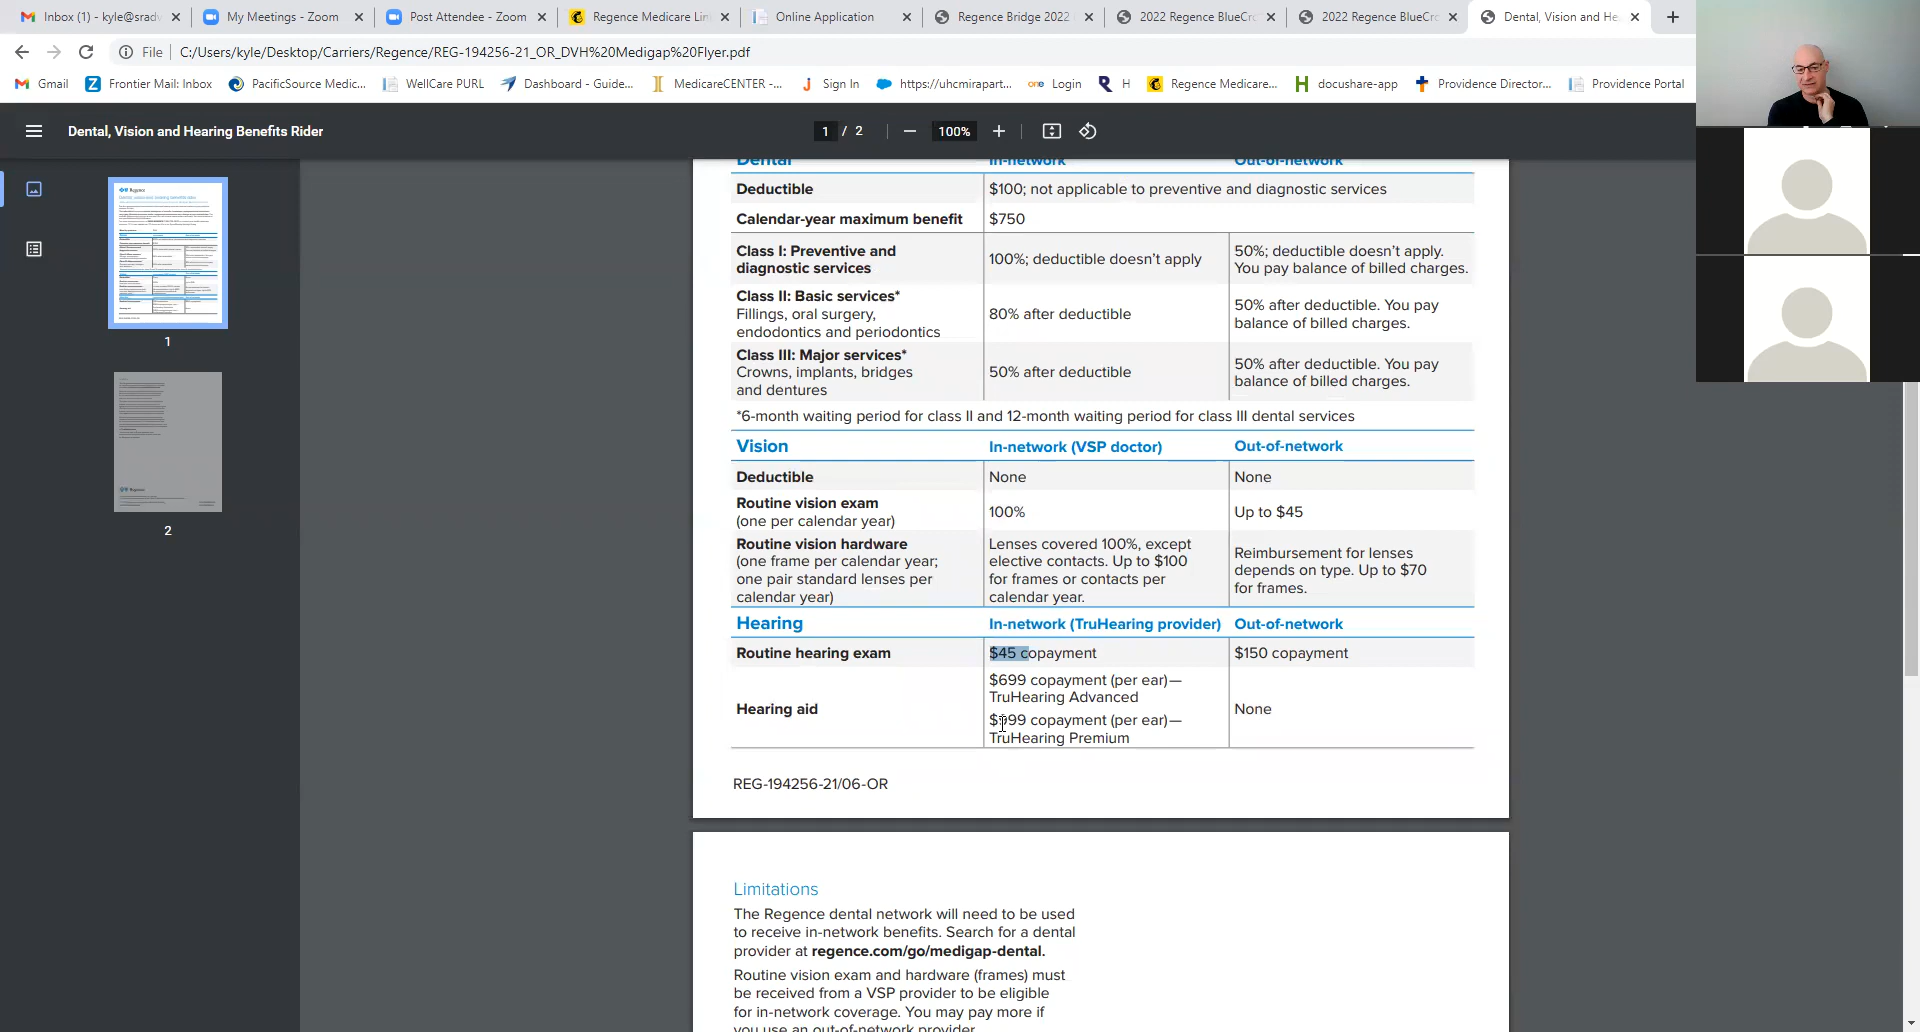 Inbox (1) - kyle@srad
My Meetings - Zoom
Post Attendee - Zoom
Regence Medicare Li
Online Application
Regence Bridge 2022
2022 Regence BlueCr
2022 Regence BlueCr
Dental, Vision and He
File
C:/Users/kyle/Desktop/Carriers/Regence/REG-194256-21_OR_DVH%20Medigap%20Flyer.pdf
Gmail
Frontier Mail: Inbox
PacificSource Medic...
WellCare PURL
Dashboard - Guide...
MedicareCENTER -...
Sign In
https://uhcmirapart...
one Login
H
Regence Medicare...
docushare-app
Providence Director...
Providence Portal
Dental, Vision and Hearing Benefits Rider
1 / 2
100%
1
2
Dental In-network Out-of-network
Deductible $100; not applicable to preventive and diagnostic services
Calendar-year maximum benefit $750
Class I: Preventive and
diagnostic services
100%; deductible doesn't apply
50%; deductible doesn't apply.
You pay balance of billed charges.
Class II: Basic services*
Fillings, oral surgery,
endodontics and periodontics
80% after deductible
50% after deductible. You pay
balance of billed charges.
Class III: Major services*
Crowns, implants, bridges
and dentures
50% after deductible
50% after deductible. You pay
balance of billed charges.
*6-month waiting period for class II and 12-month waiting period for class III dental services
Vision In-network (VSP doctor) Out-of-network
Deductible None None
Routine vision exam
(one per calendar year)
100%
Up to $45
Routine vision hardware
(one frame per calendar year;
one pair standard lenses per
calendar year)
Lenses covered 100%, except
elective contacts. Up to $100
for frames or contacts per
calendar year.
Reimbursement for lenses
depends on type. Up to $70
for frames.
Hearing In-network (TruHearing provider) Out-of-network
Routine hearing exam $45 copayment $150 copayment
Hearing aid
$699 copayment (per ear)—
TruHearing Advanced
copayment (per ear)—
TruHearing Premium
None
REG-194256-21/06-OR
Limitations
The Regence dental network will need to be used
to receive in-network benefits. Search for a dental
provider at regence.com/go/medigap-dental.
Routine vision exam and hardware (frames) must
be received from a VSP provider to be eligible
for in-network coverage. You may pay more if
you use an out-of-network provider.